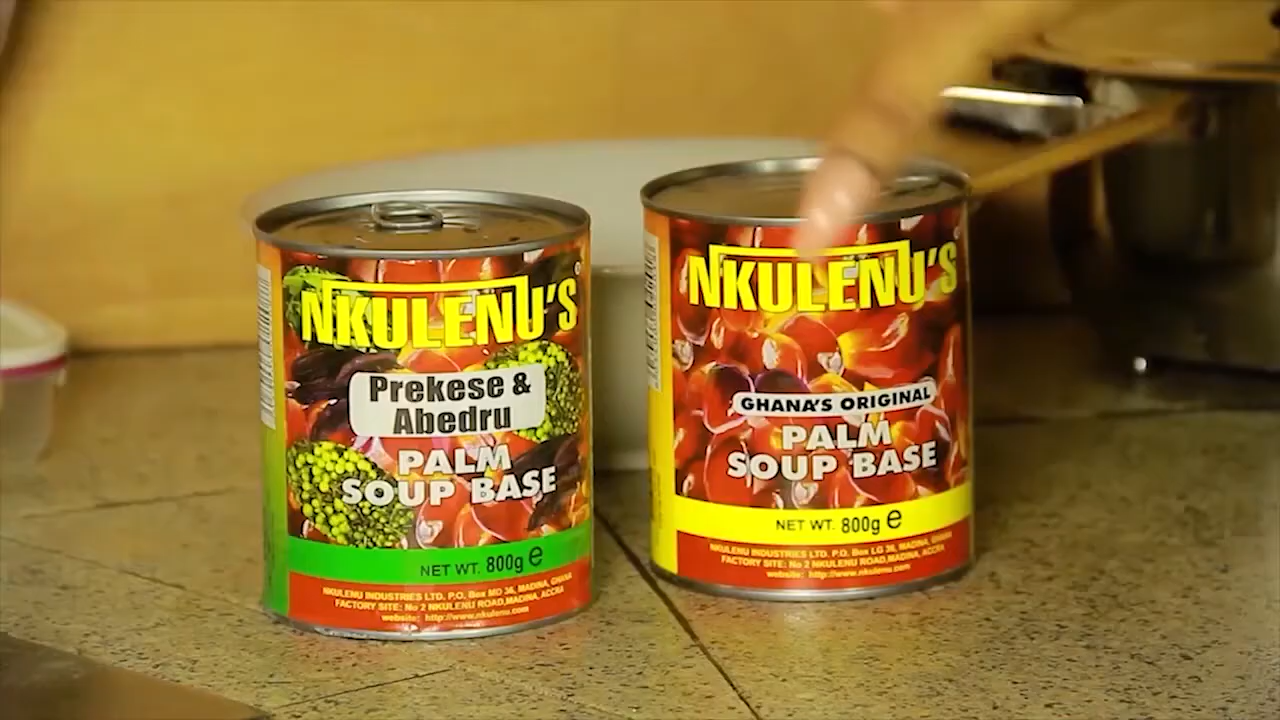 NKULENU'S
Prekese &
Abedru
PALM
SOUP BASE
NET WT. 800g e
NKULENU INDUSTRIES LTD. P.O. Box MD 36, MADINA, GHANA
FACTORY SITE: No 2 NKULENU ROAD,MADINA, ACCRA
website: http://www.nkulenu.com
NKULENU'S
GHANA'S ORIGINAL
PALM
SOUP BASE
NET WT. 800g e
NKULENU INDUSTRIES LTD. P.O. Box LG 36, MADINA, GHANA
FACTORY SITE: No 2 NKULENU ROAD,MADINA, ACCRA
website: http://www.nkulenu.com